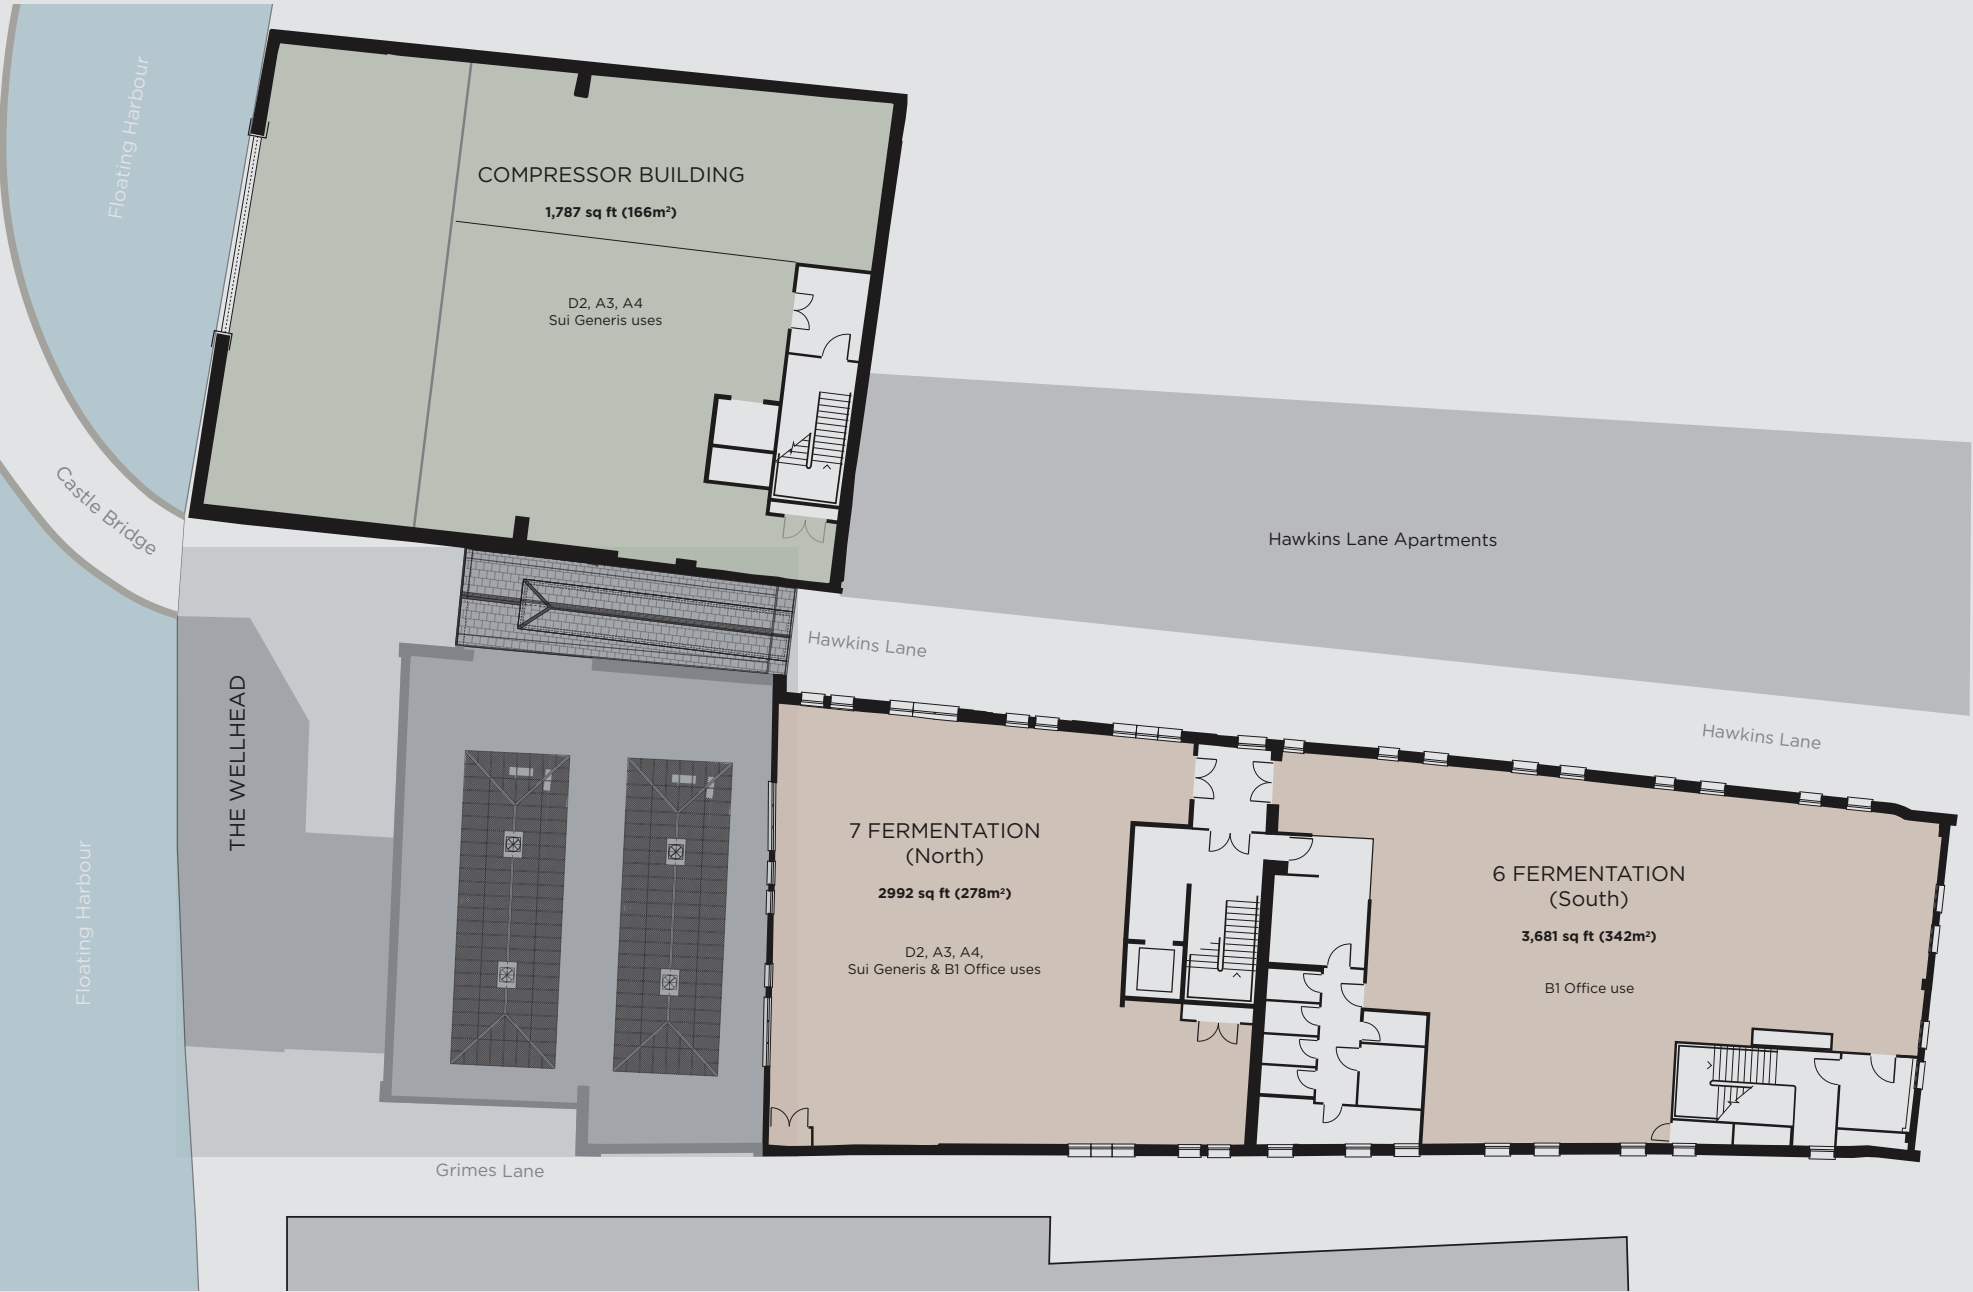 Floating Harbour
COMPRESSOR BUILDING
1,787 sq ft (166m²)
D2, A3, A4
Sui Generis uses
Castle Bridge
Hawkins Lane Apartments
Hawkins Lane
Hawkins Lane
THE WELLHEAD
7 FERMENTATION
(North)
2992 sq ft (278m²)
D2, A3, A4,
Sui Generis & B1 Office uses
6 FERMENTATION
(South)
3,681 sq ft (342m²)
B1 Office use
Floating Harbour
Grimes Lane